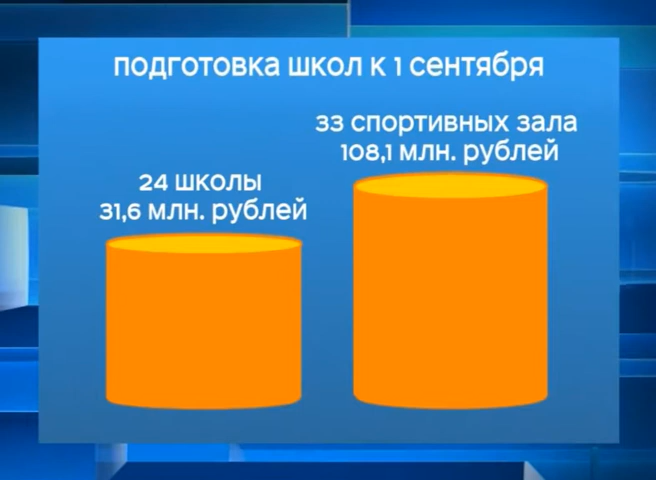 подготовка школ к 1 сентября
33 спортивных зала
108,1 млн. рублей
24 школы
31,6 млн. рублей